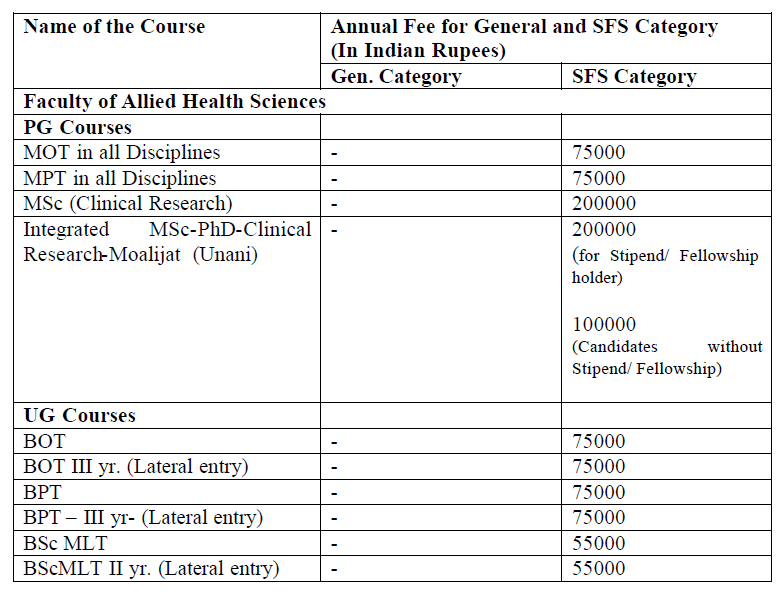 Name of the Course Annual Fee for General and SFS Category
(In Indian Rupees)
Gen. Category SFS Category
Faculty of Allied Health Sciences
PG Courses
MOT in all Disciplines - 75000
MPT in all Disciplines - 75000
MSc (Clinical Research) - 200000
Integrated MSc-PhD-Clinical - 200000
Research-Moalijat (Unani) (for Stipend/ Fellowship
holder)
100000
(Candidates without
Stipend/ Fellowship)
UG Courses
BOT - 75000
BOT III yr. (Lateral entry) - 75000
BPT - 75000
BPT – III yr- (Lateral entry) - 75000
BSc MLT - 55000
BScMLT II yr. (Lateral entry) - 55000